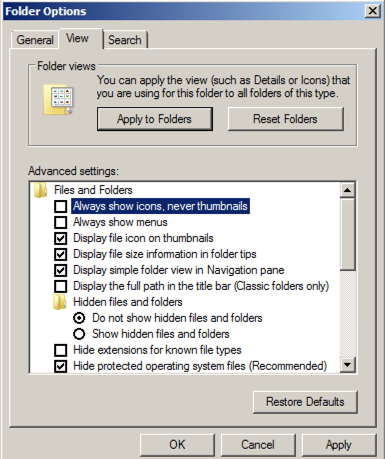 Folder Options
General View Search
Folder views
You can apply the view (such as Details or Icons) that
you are using for this folder to all folders of this type.
Apply to Folders Reset Folders
Advanced settings:
Files and Folders
Always show icons, never thumbnails
Always show menus
Display file icon on thumbnails
Display file size information in folder tips
Display simple folder view in Navigation pane
Display the full path in the title bar (Classic folders only)
Hidden files and folders
Do not show hidden files and folders
Show hidden files and folders
Hide extensions for known file types
Hide protected operating system files (Recommended)
Restore Defaults
OK Cancel Apply